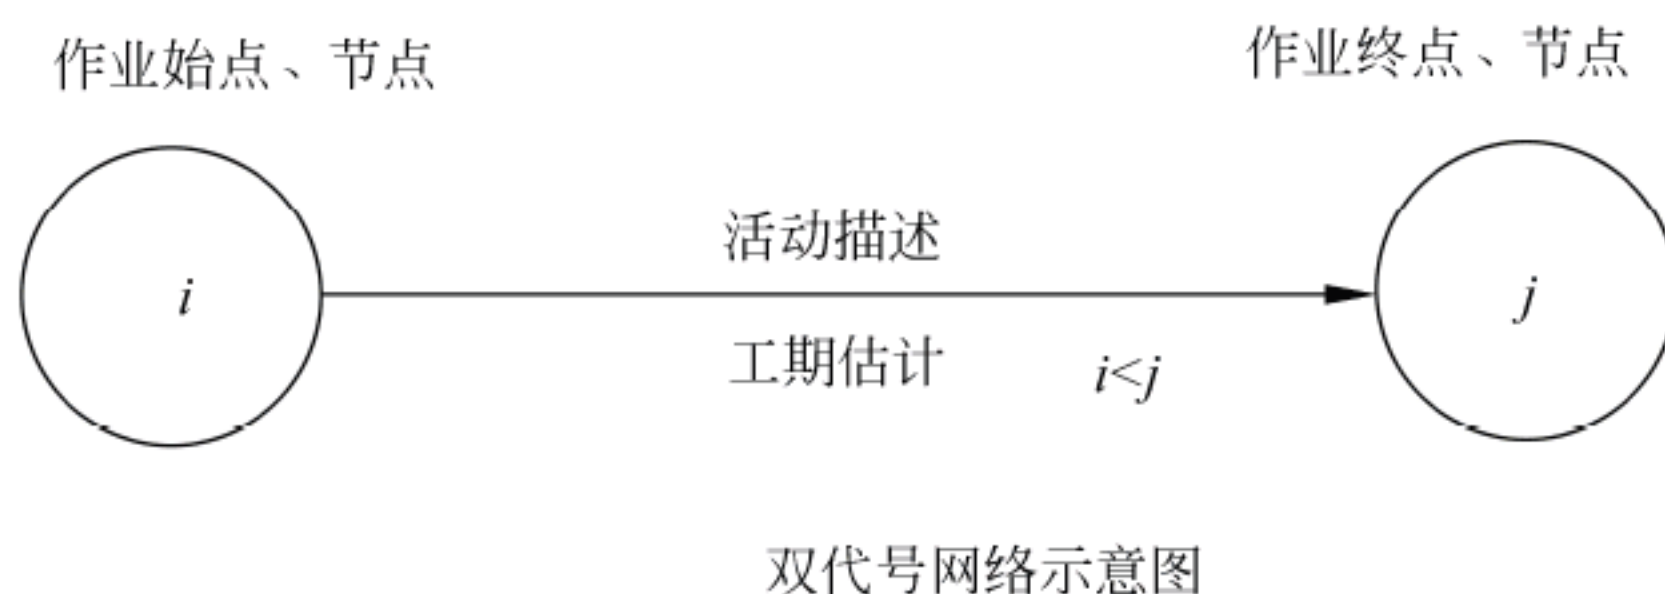 作业始点、节点
作业终点、节点
活动描述
i
j
工期估计
i<j
双代号网络示意图